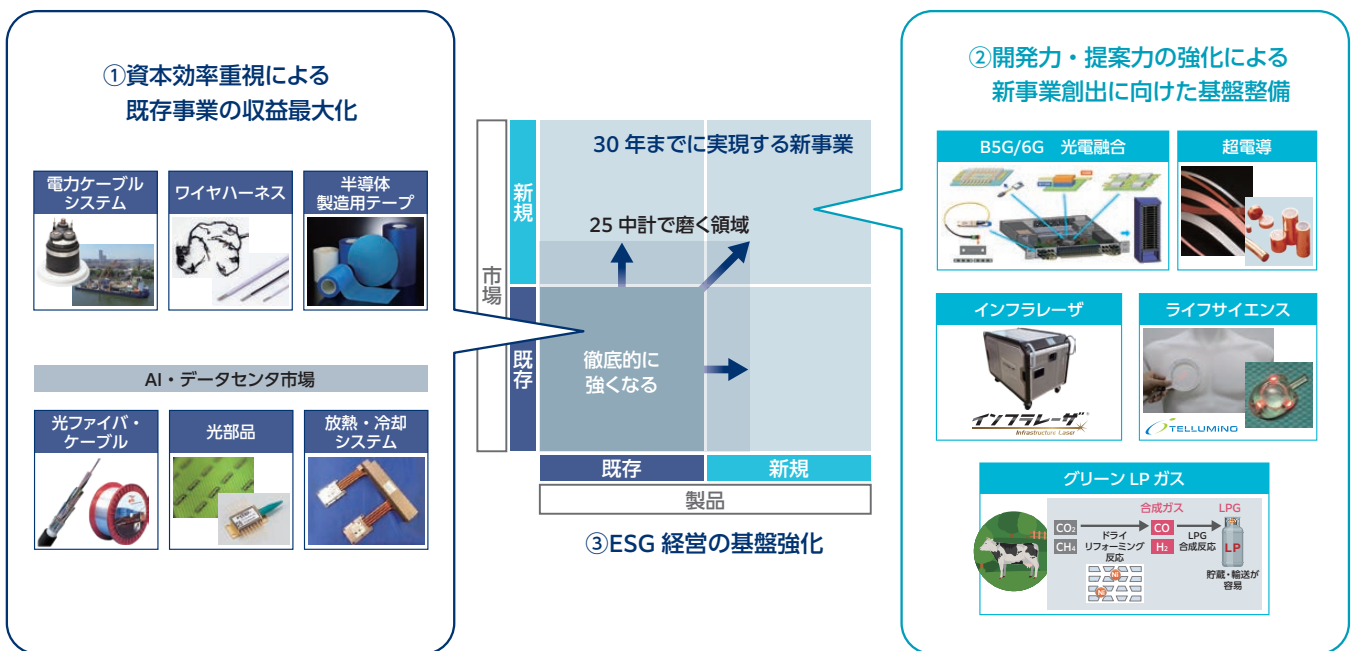 ①資本効率重視による
既存事業の収益最大化
電力ケーブル
システム
ワイヤハーネス
半導体
製造用テープ
AI・データセンタ市場
光ファイバ・
ケーブル
光部品
放熱・冷却
システム
市場
新規
既存
30 年までに実現する新事業
25 中計で磨く領域
徹底的に
強くなる
既存
新規
製品
③ESG 経営の基盤強化
②開発力・提案力の強化による
新事業創出に向けた基盤整備
B5G/6G 光電融合
超電導
インフラレーザ
インフラレーザ
Infrastructure Laser
ライフサイエンス
TELLUMINO
グリーン LP ガス
合成ガス
LPG
CO₂
CH₄
ドライ
リフォーミング
反応
Ni
Ni
CO
H₂
LPG
合成反応
LP
貯蔵・輸送が
容易